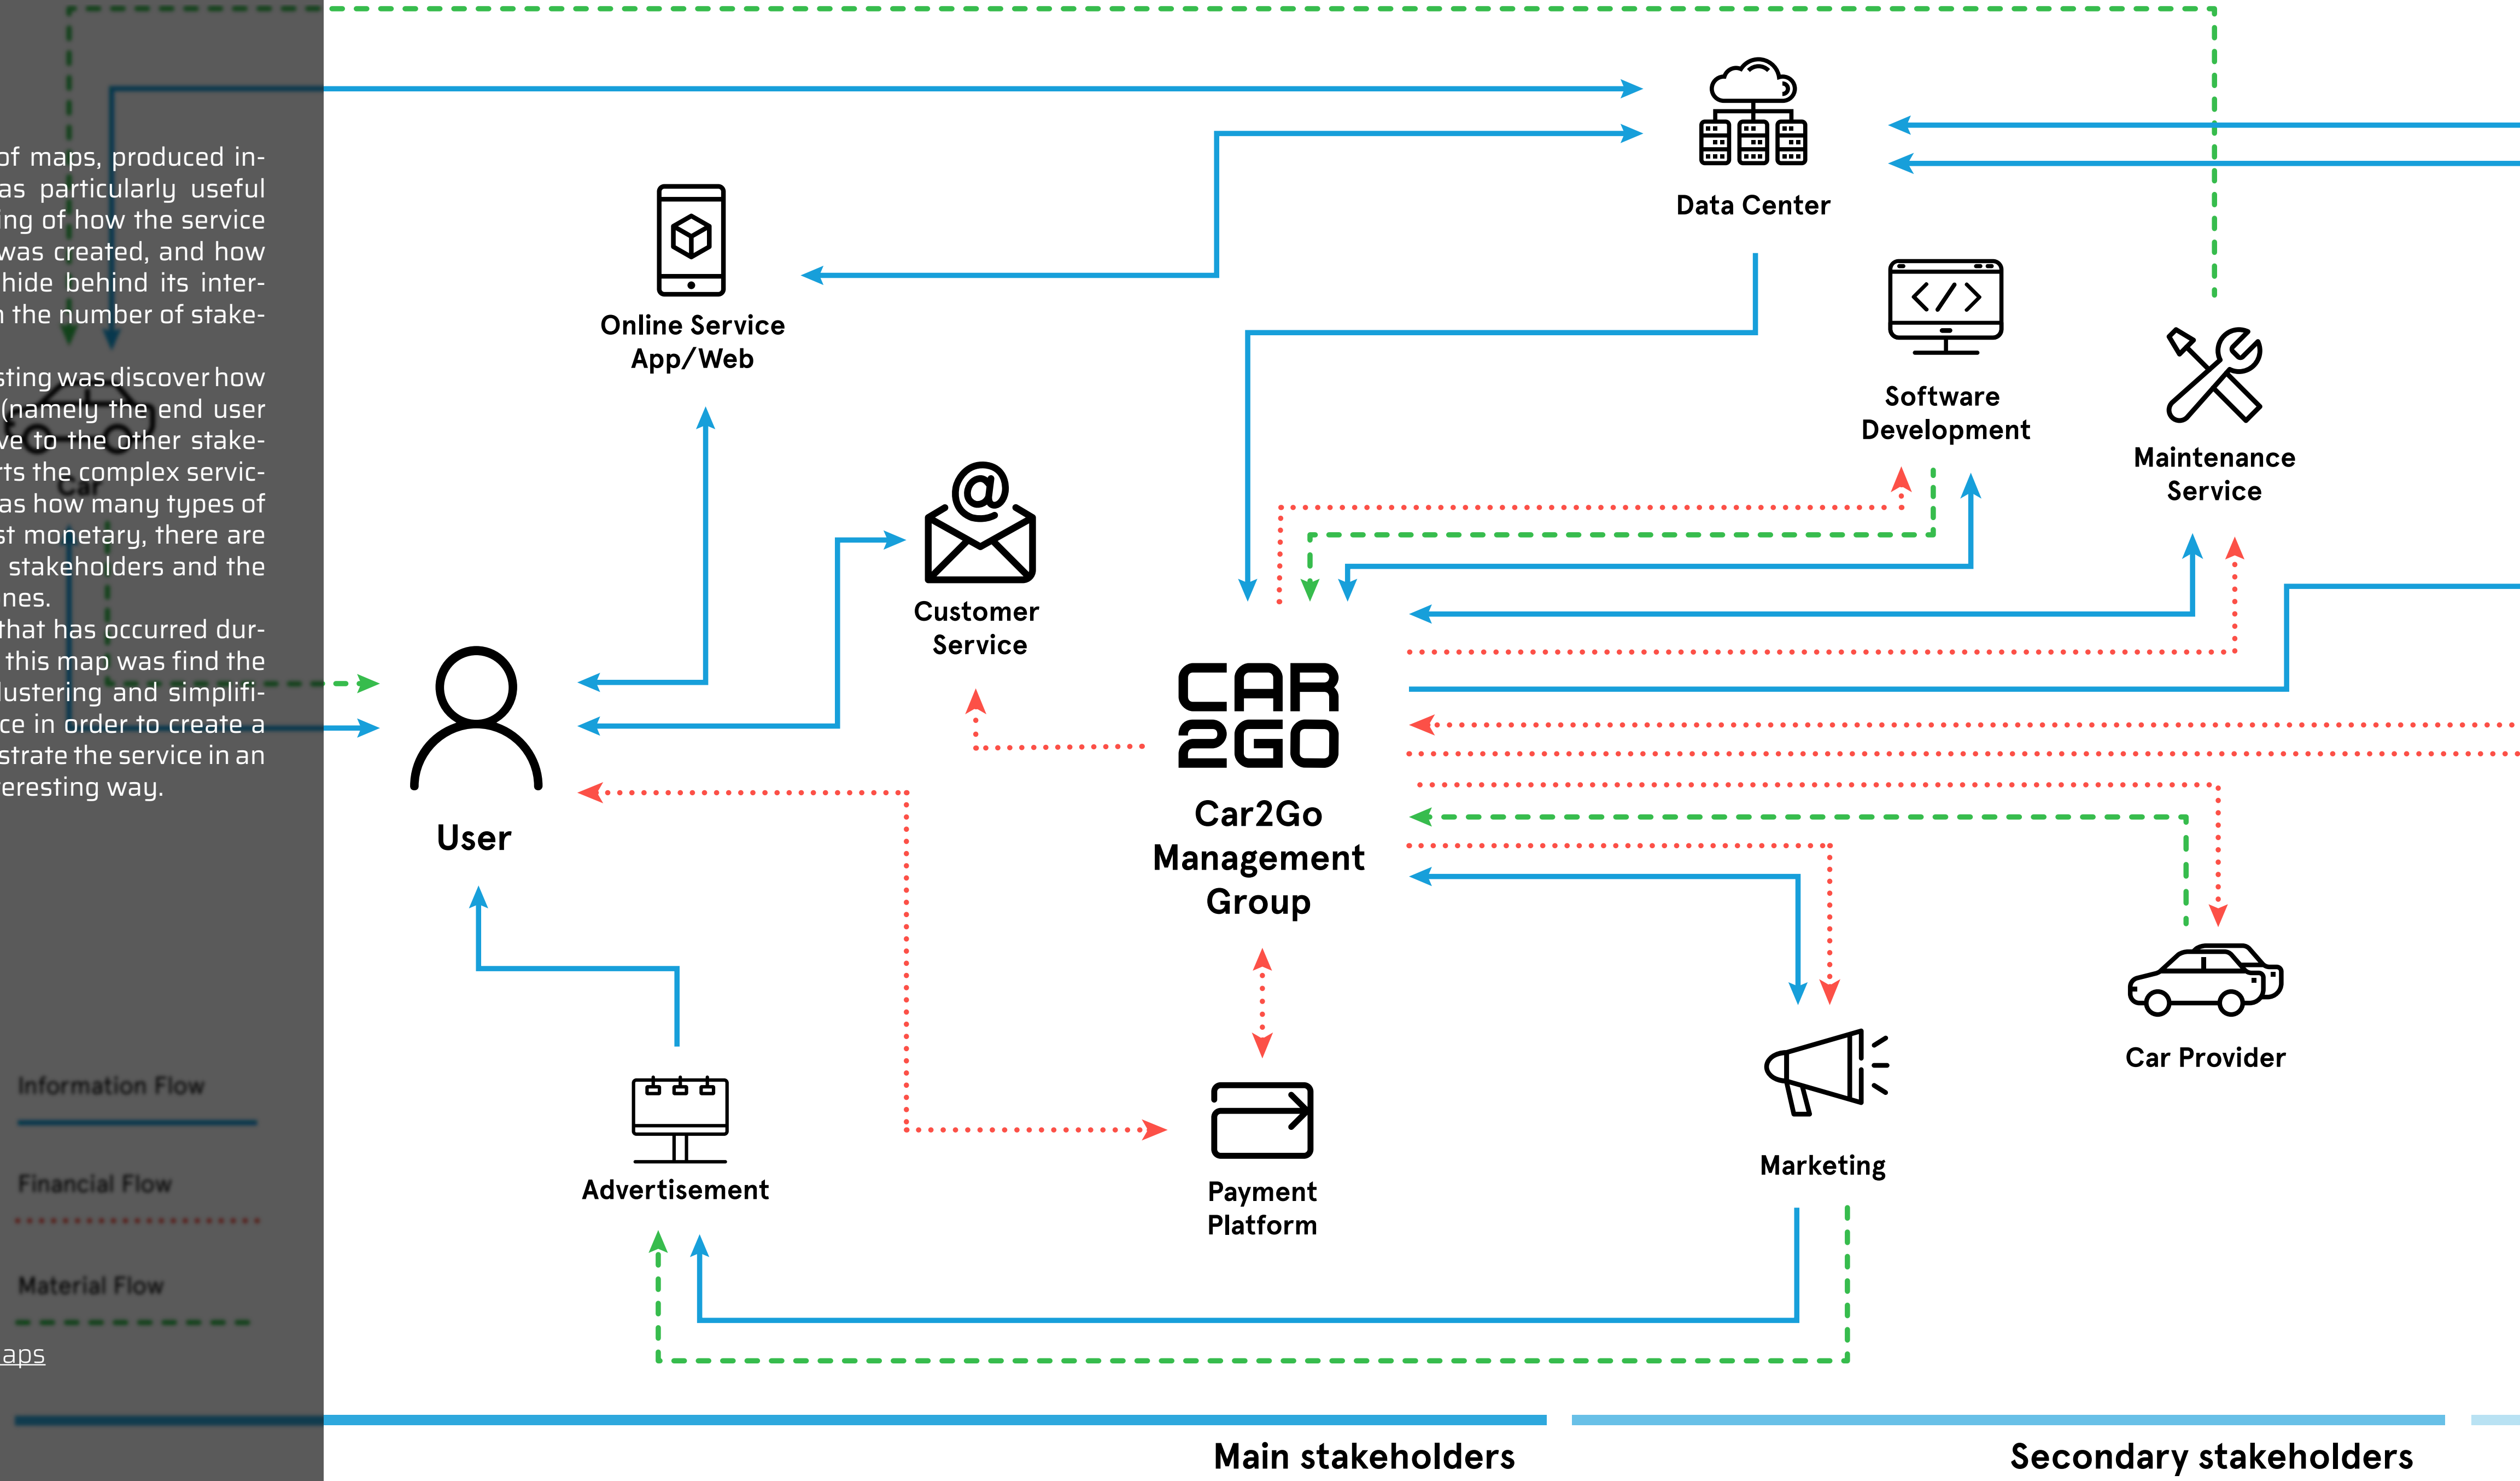 of maps, produced in-
as particularly useful
ing of how the service
was created, and how
hide behind its inter-
the number of stake-
sting was discover how
(namely the end user
ve to the other stake-
rts the complex servic-
as how many types of
st monetary, there are
stakeholders and the
nes.
that has occurred dur-
this map was find the
lustering and simplifi-
ce in order to create a
strate the service in an
eresting way.
Car
Information Flow
Financial Flow
Material Flow
aps
Data Center
Online Service
App/Web
Software
Development
Maintenance
Service
Customer
Service
CAR
2GO
Car2Go
Management
Group
User
Car Provider
Marketing
Advertisement
Payment
Platform
Main stakeholders
Secondary stakeholders